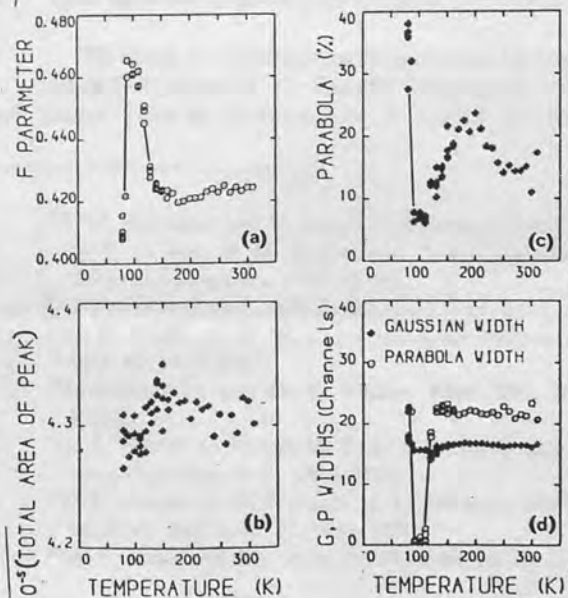 F PARAMETER
0.480
0.460
0.440
0.420
0.400
0
100
200
300
(a)
PARABOLA (%)
40
30
20
10
0
0
100
200
300
(c)
(TOTAL AREA OF PEAK)
4.4
4.3
4.2
0
100
200
300
TEMPERATURE (K)
(b)
G,P WIDTHS (Channels)
40
30
20
10
0
GAUSSIAN WIDTH
PARABOLA WIDTH
0
100
200
300
TEMPERATURE (K)
(d)